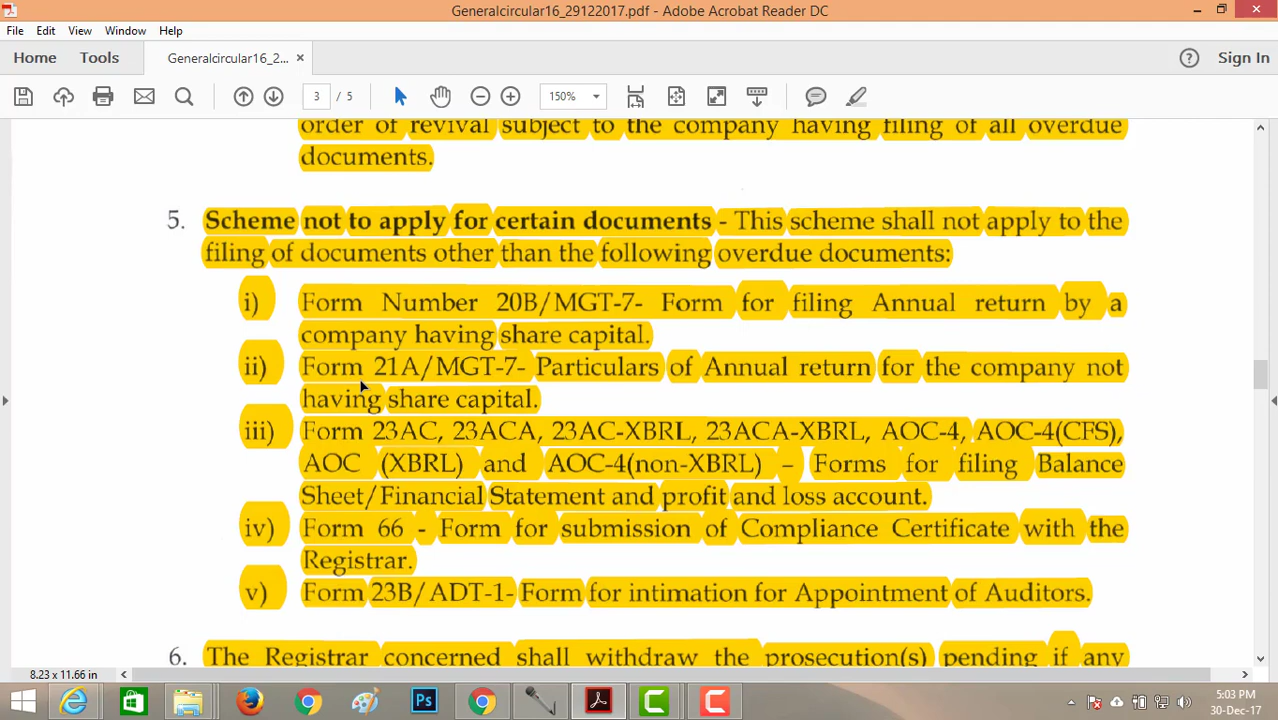 Generalcircular16_29122017.pdf - Adobe Acrobat Reader DC
File Edit View Window Help
Home Tools Generalcircular16_2... × Sign In
3 / 5 150%
order of revival subject to the company having filing of all overdue
documents.
5. Scheme not to apply for certain documents - This scheme shall not apply to the
filing of documents other than the following overdue documents:
i) Form Number 20B/MGT-7- Form for filing Annual return by a
company having share capital.
ii) Form 21A/MGT-7- Particulars of Annual return for the company not
having share capital.
iii) Form 23AC, 23ACA, 23AC-XBRL, 23ACA-XBRL, AOC-4, AOC-4(CFS),
AOC (XBRL) and AOC-4(non-XBRL) – Forms for filing Balance
Sheet/Financial Statement and profit and loss account.
iv) Form 66 - Form for submission of Compliance Certificate with the
Registrar.
v) Form 23B/ADT-1- Form for intimation for Appointment of Auditors.
6. The Registrar concerned shall withdraw the prosecution(s) pending if any
8.23 x 11.66 in
Ps
5:03 PM
30-Dec-17